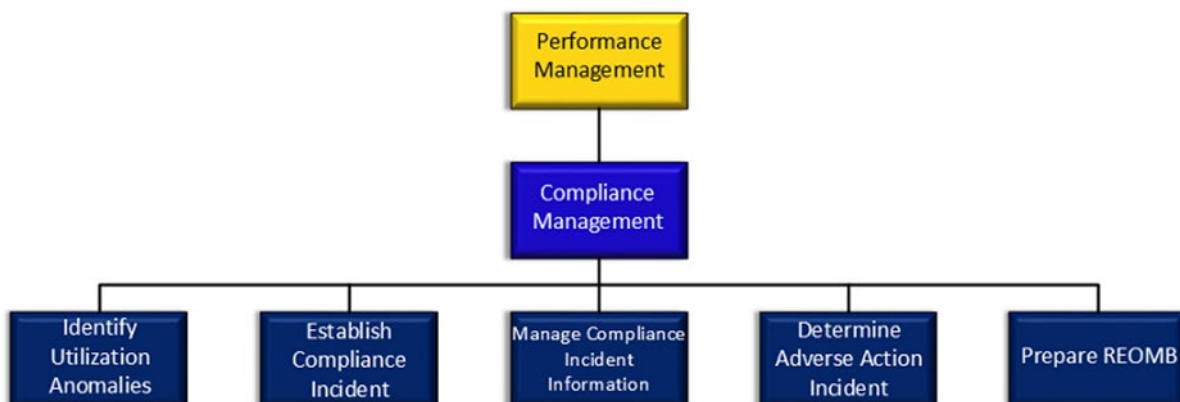 Performance
Management
Compliance
Management
Identify
Utilization
Anomalies
Establish
Compliance
Incident
Manage Compliance
Incident
Information
Determine
Adverse Action
Incident
Prepare REOMB